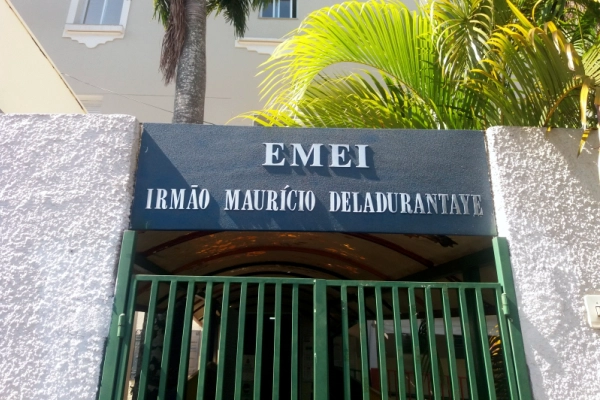 EMEI
IRMÃO MAURÍCIO DELADURANTAYE